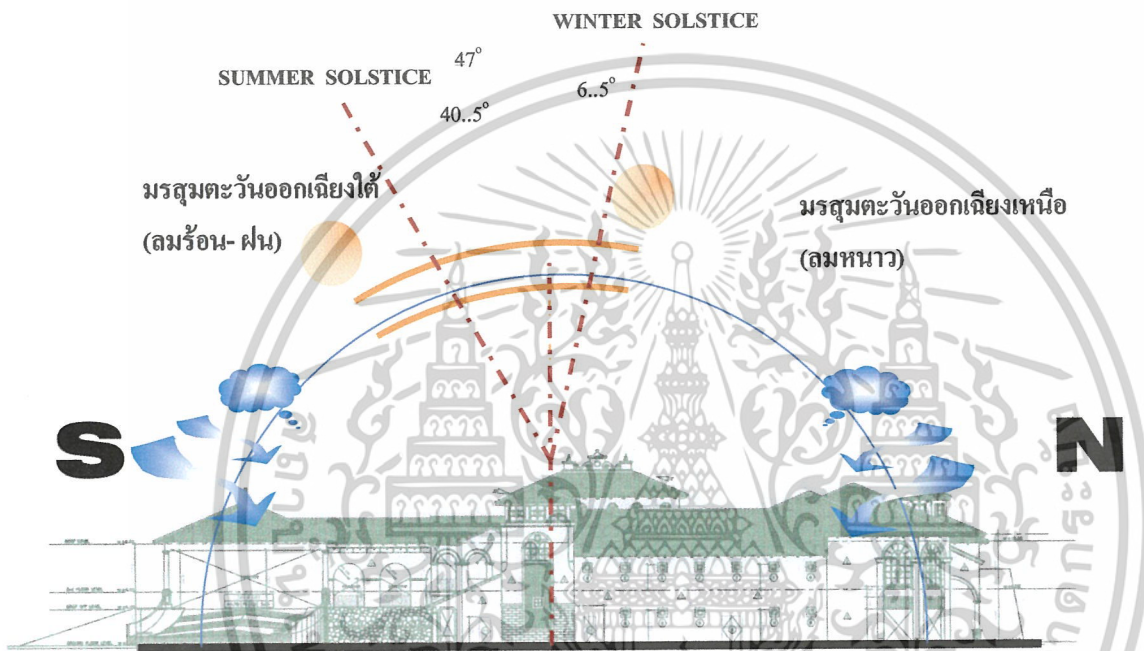 WINTER SOLSTICE
47°
SUMMER SOLSTICE
6..5°
40..5°
มรสุมตะวันออกเฉียงใต้
(ลมร้อน- ฝน)
มรสุมตะวันออกเฉียงเหนือ
(ลมหนาว)
S
N